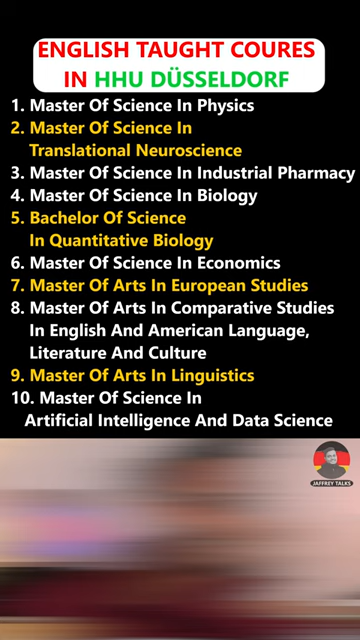 ENGLISH TAUGHT COURES
IN HHU DÜSSELDORF
1. Master Of Science In Physics
2. Master Of Science In
Translational Neuroscience
3. Master Of Science In Industrial Pharmacy
4. Master Of Science In Biology
5. Bachelor Of Science
In Quantitative Biology
6. Master Of Science In Economics
7. Master Of Arts In European Studies
8. Master Of Arts In Comparative Studies
In English And American Language,
Literature And Culture
9. Master Of Arts In Linguistics
10. Master Of Science In
Artificial Intelligence And Data Science
JAFFREY TALKS